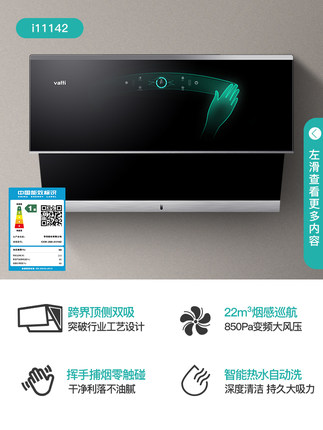 i11142
vatti
左滑查看更多内容
中国能效标识
CHINA ENERGY LABEL
跨界顶侧双吸
突破行业工艺设计
22m³烟感巡航
850Pa变频大风压
挥手捕烟零触碰
干净利落不油腻
智能热水自动洗
深度清洁 持久大吸力